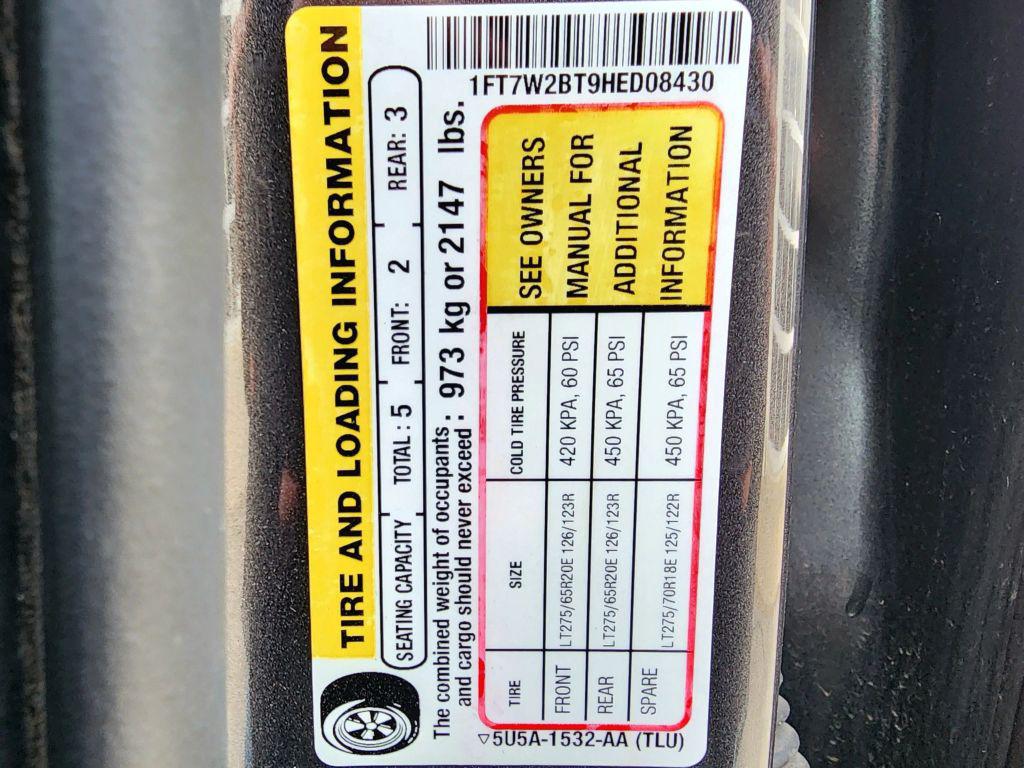 TIRE AND LOADING INFORMATION
SEATING CAPACITY TOTAL : 5 FRONT: 2 REAR: 3
The combined weight of occupants : 973 kg or 2147 lbs.
and cargo should never exceed :
TIRE SIZE COLD TIRE PRESSURE
FRONT LT275/65R20E 126/123R 420 KPA, 60 PSI
REAR LT275/65R20E 126/123R 450 KPA, 65 PSI
SPARE LT275/70R18E 125/122R 450 KPA, 65 PSI
SEE OWNERS
MANUAL FOR
ADDITIONAL
INFORMATION
▽5U5A-1532-AA (TLU)
1FT7W2BT9HED08430